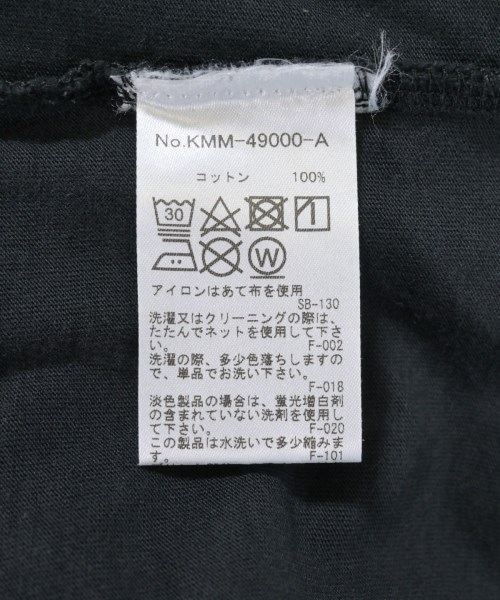 No.KMM-49000-A
コットン 100%
30
W
アイロンはあて布を使用
SB-130
洗濯又はクリーニングの際は、
たたんでネットを使用して下さ
い。 F-002
洗濯の際、多少色落ちしますの
で、単品でお洗い下さい。
F-018
淡色製品の場合は、蛍光増白剤
の含まれていない洗剤を使用し
て下さい。 F-020
この製品は水洗いで多少縮みま
す。 F-101